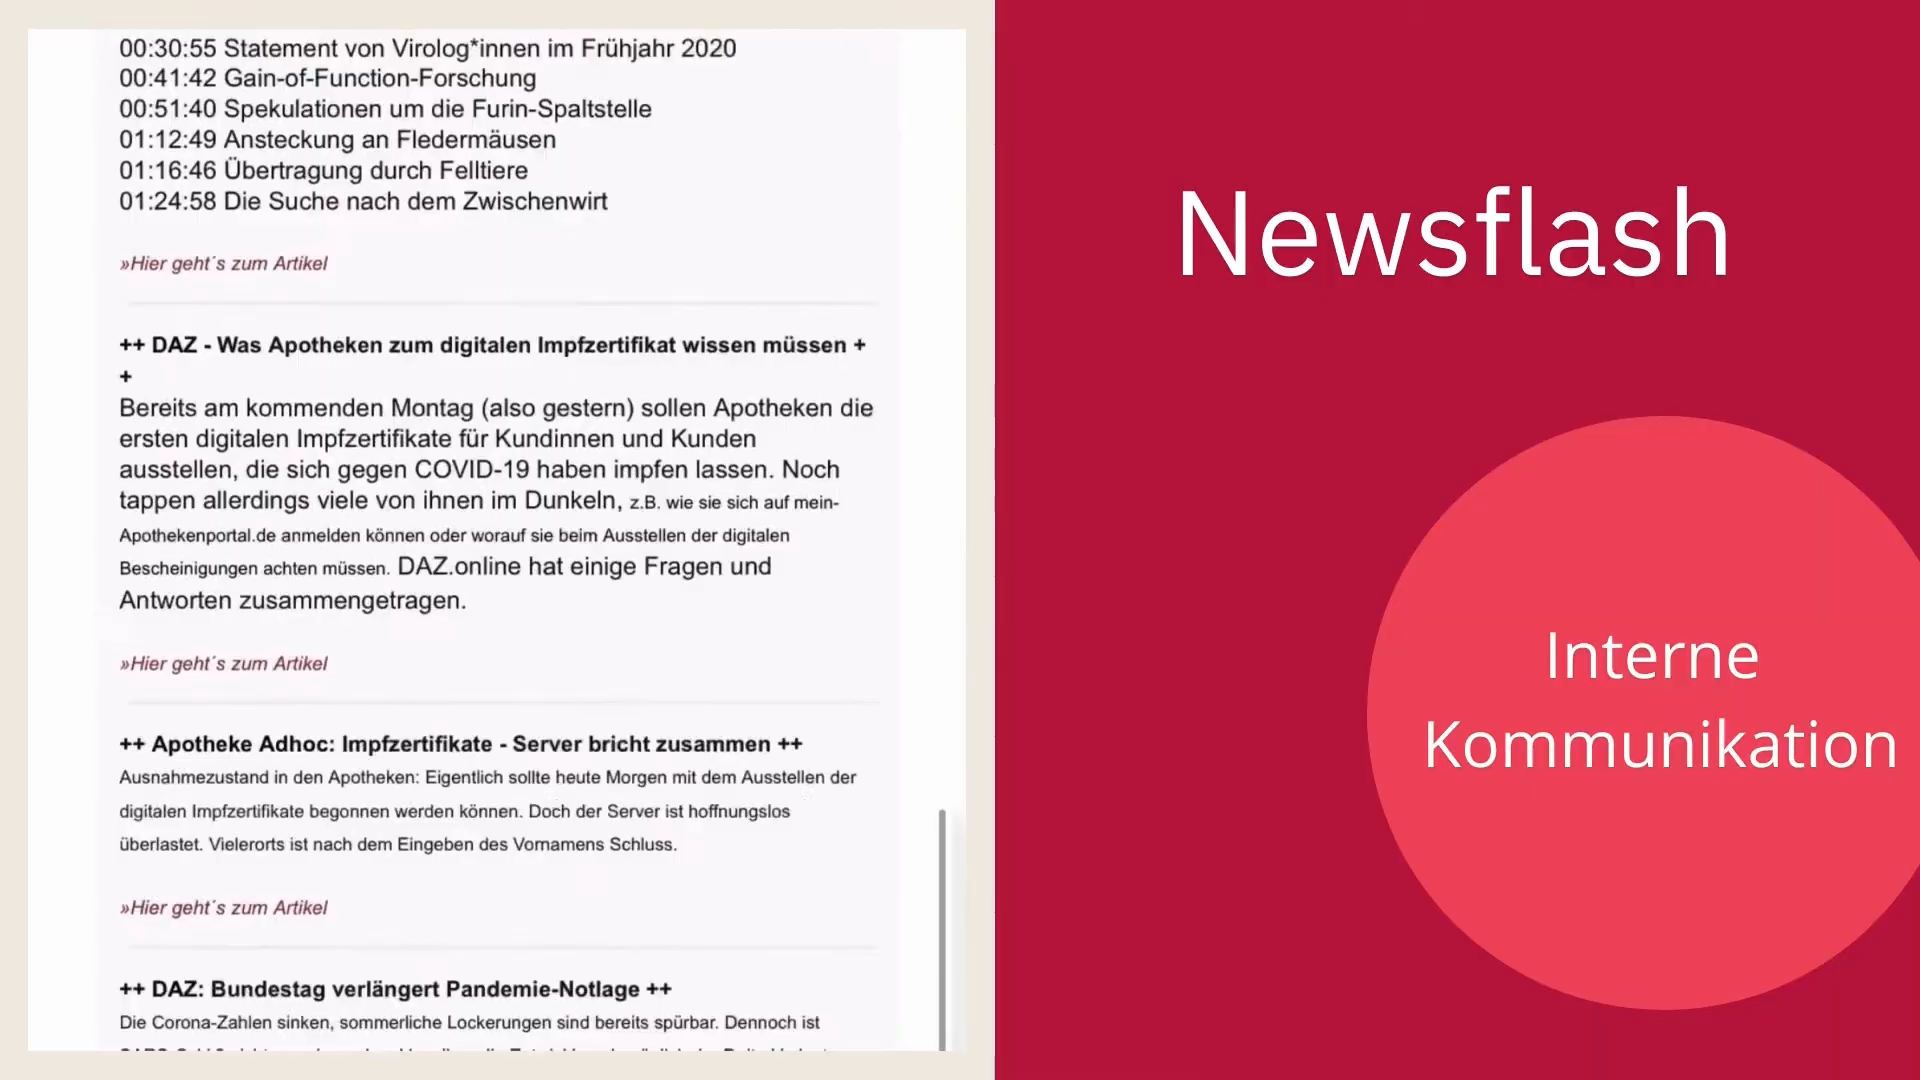 00:30:55 Statement von Virolog*innen im Frühjahr 2020
00:41:42 Gain-of-Function-Forschung
00:51:40 Spekulationen um die Furin-Spaltstelle
01:12:49 Ansteckung an Fledermäusen
01:16:46 Übertragung durch Felltiere
01:24:58 Die Suche nach dem Zwischenwirt
»Hier geht´s zum Artikel
++ DAZ - Was Apotheken zum digitalen Impfzertifikat wissen müssen +
+
Bereits am kommenden Montag (also gestern) sollen Apotheken die
ersten digitalen Impfzertifikate für Kundinnen und Kunden
ausstellen, die sich gegen COVID-19 haben impfen lassen. Noch
tappen allerdings viele von ihnen im Dunkeln, z.B. wie sie sich auf mein-
Apothekenportal.de anmelden können oder worauf sie beim Ausstellen der digitalen
Bescheinigungen achten müssen. DAZ.online hat einige Fragen und
Antworten zusammengetragen.
»Hier geht´s zum Artikel
++ Apotheke Adhoc: Impfzertifikate - Server bricht zusammen ++
Ausnahmezustand in den Apotheken: Eigentlich sollte heute Morgen mit dem Ausstellen der
digitalen Impfzertifikate begonnen werden können. Doch der Server ist hoffnungslos
überlastet. Vielerorts ist nach dem Eingeben des Vornamens Schluss.
»Hier geht´s zum Artikel
++ DAZ: Bundestag verlängert Pandemie-Notlage ++
Die Corona-Zahlen sinken, sommerliche Lockerungen sind bereits spürbar. Dennoch ist
Newsflash
Interne
Kommunikation